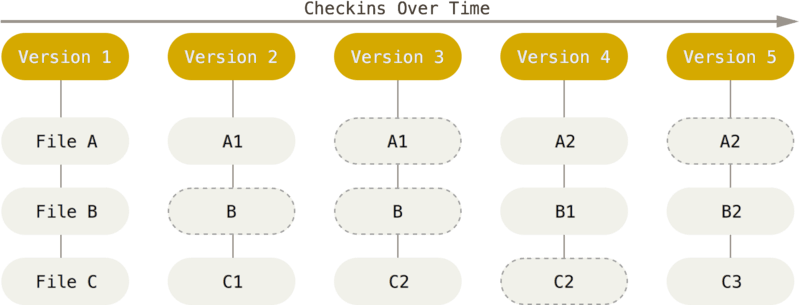 Checkins Over Time
Version 1 Version 2 Version 3 Version 4 Version 5
File A A1 A1 A2 A2
File B B B B1 B2
File C C1 C2 C2 C3